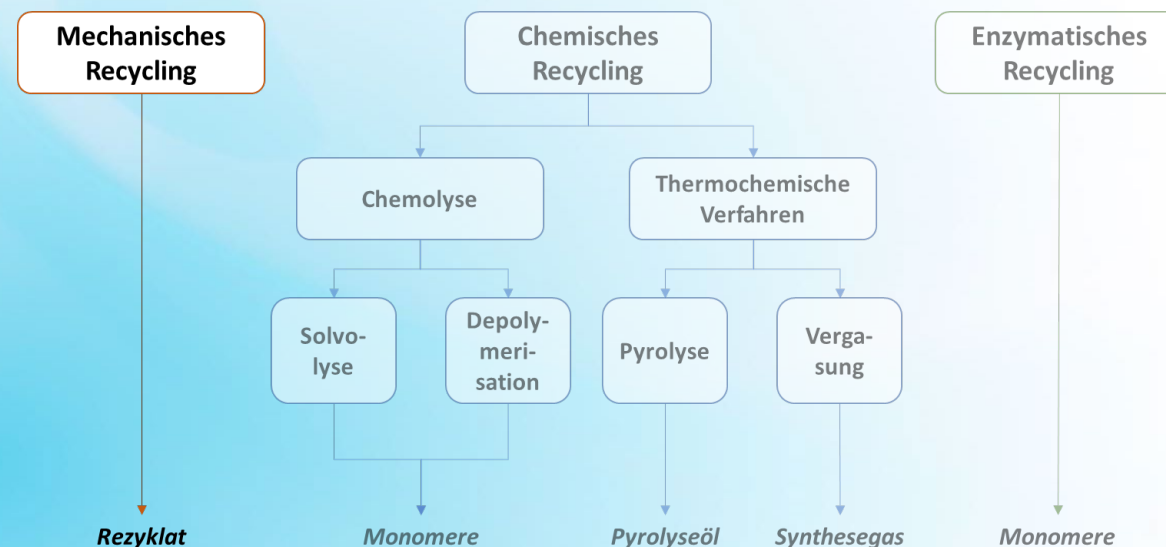 Mechanisches
Recycling
Chemisches
Recycling
Enzymatisches
Recycling
Chemolyse
Thermochemische
Verfahren
Solvo-
lyse
Depoly-
meri-
sation
Pyrolyse
Verga-
sung
Rezyklat
Monomere
Pyrolyseöl
Synthesegas
Monomere